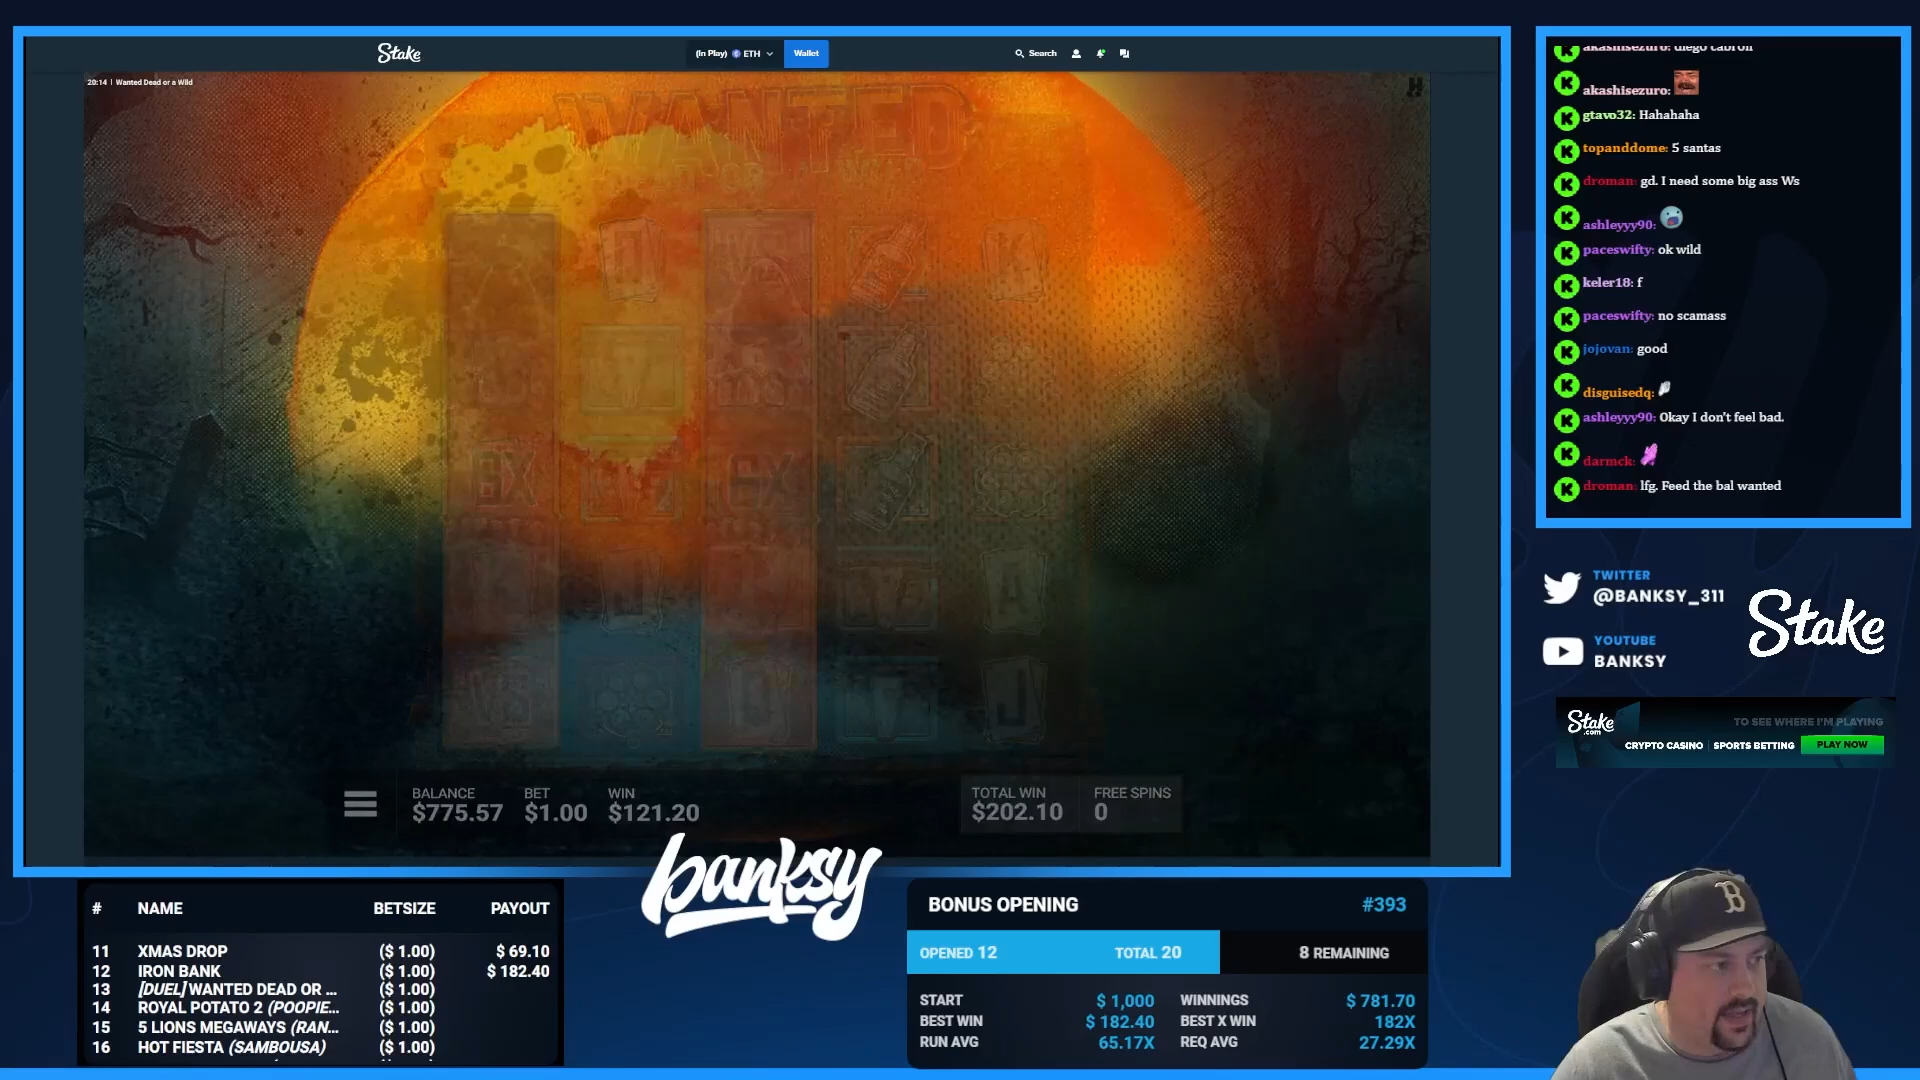 Stake
(In Play) ETH
Wallet
Search
20:14 | Wanted Dead or a Wild
WANTED
8X
6X
VS
A
J
BALANCE
$775.57
BET
$1.00
WIN
$121.20
TOTAL WIN
$202.10
FREE SPINS
0
akashisezuro: diego cabron
akashisezuro:
gtavo32: Hahahaha
topanddome: 5 santas
droman: gd. I need some big ass Ws
ashleyyy90:
paceswifty: ok wild
keler18: f
paceswifty: no scamass
jojovan: good
disguisedq:
ashleyyy90: Okay I don't feel bad.
darmck:
droman: lfg. Feed the bal wanted
TWITTER
@BANKSY_311
YOUTUBE
BANKSY
Stake
Stake
.com
TO SEE WHERE I'M PLAYING
CRYPTO CASINO | SPORTS BETTING
PLAY NOW
banksy
# NAME BETSIZE PAYOUT
11 XMAS DROP ($ 1.00) $ 69.10
12 IRON BANK ($ 1.00) $ 182.40
13 [DUEL] WANTED DEAD OR ... ($ 1.00)
14 ROYAL POTATO 2 (POOPIE... ($ 1.00)
15 5 LIONS MEGAWAYS (RAN... ($ 1.00)
16 HOT FIESTA (SAMBOUSA) ($ 1.00)
BONUS OPENING #393
OPENED 12 TOTAL 20 8 REMAINING
START $ 1,000 WINNINGS $ 781.70
BEST WIN $ 182.40 BEST X WIN 182X
RUN AVG 65.17X REQ AVG 27.29X
B